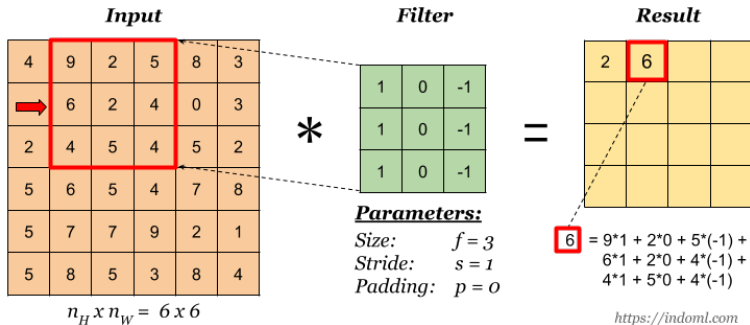 Input Filter Result
4 9 2 5 8 3
6 2 4 0 3
2 4 5 4 5 2
5 6 5 4 7 8
5 7 7 9 2 1
5 8 5 3 8 4
n_H x n_W = 6 x 6
*
1 0 -1
1 0 -1
1 0 -1
Parameters:
Size: f = 3
Stride: s = 1
Padding: p = 0
=
2 6
6 = 9*1 + 2*0 + 5*(-1) +
6*1 + 2*0 + 4*(-1) +
4*1 + 5*0 + 4*(-1)
https://indoml.com